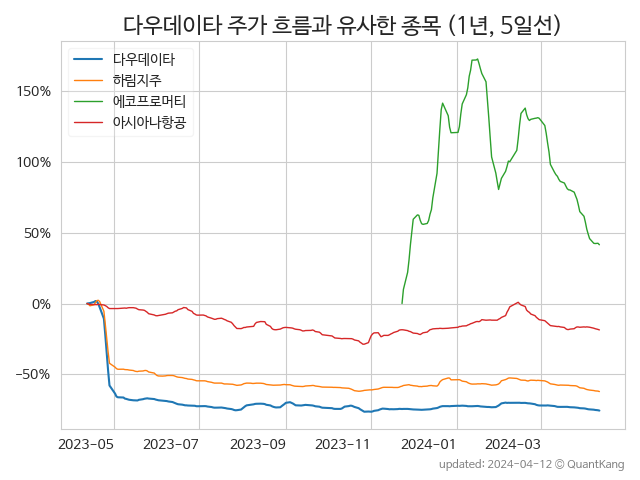 다우데이타 주가 흐름과 유사한 종목 (1년, 5일선)
다우데이타
하림지주
에코프로머티
아시아나항공
150%
100%
50%
0%
−50%
2023-05 2023-07 2023-09 2023-11 2024-01 2024-03
updated: 2024-04-12 © QuantKang